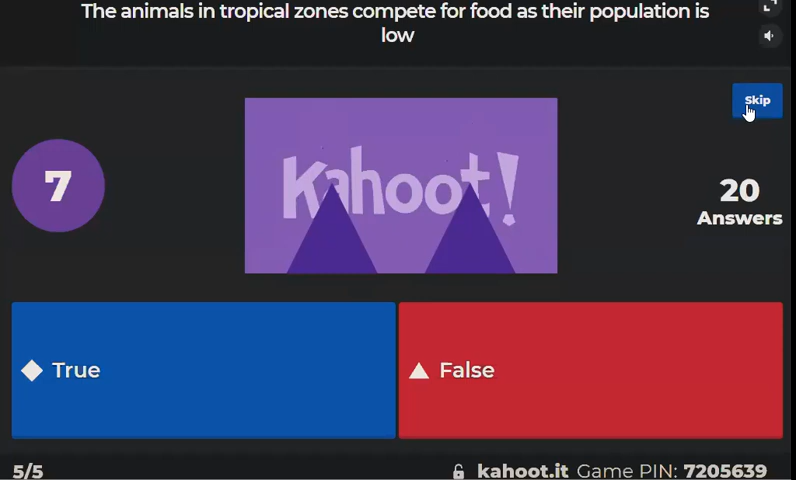 The animals in tropical zones compete for food as their population is
low
Skip
7
Kahoot!
20
Answers
True
False
5/5
kahoot.it Game PIN: 7205639